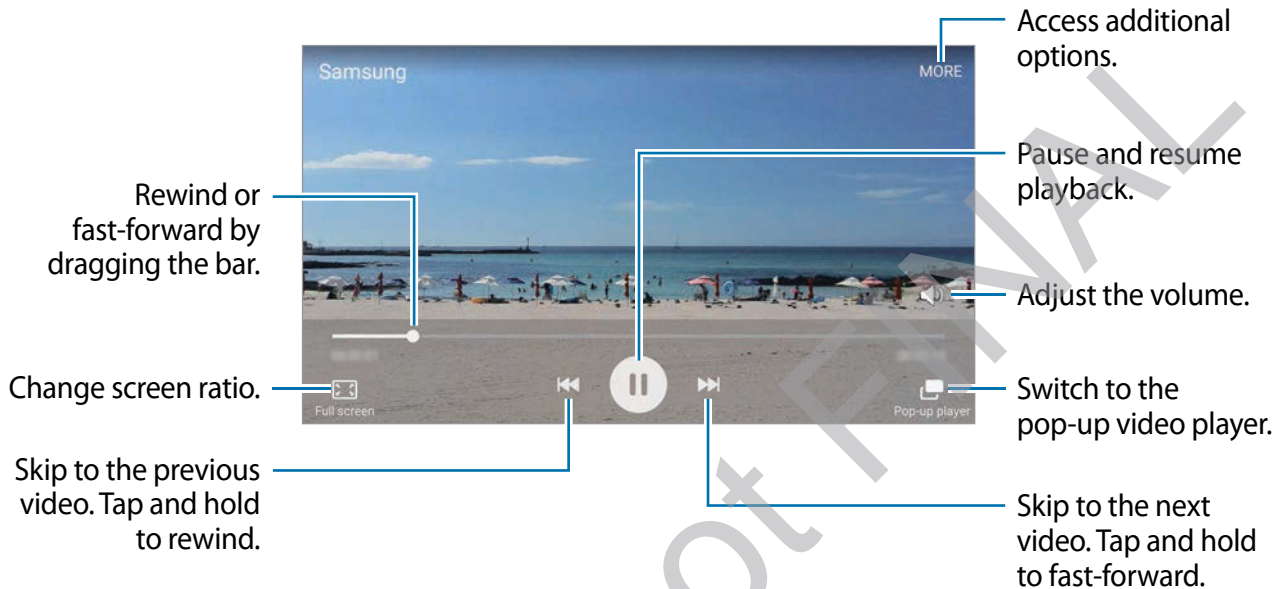 Access additional
options.
Samsung
MORE
Pause and resume
playback.
Rewind or
fast-forward by
dragging the bar.
Adjust the volume.
Change screen ratio.
Full screen
Pop-up player
Switch to the
pop-up video player.
Skip to the previous
video. Tap and hold
to rewind.
Skip to the next
video. Tap and hold
to fast-forward.
ot FINAL